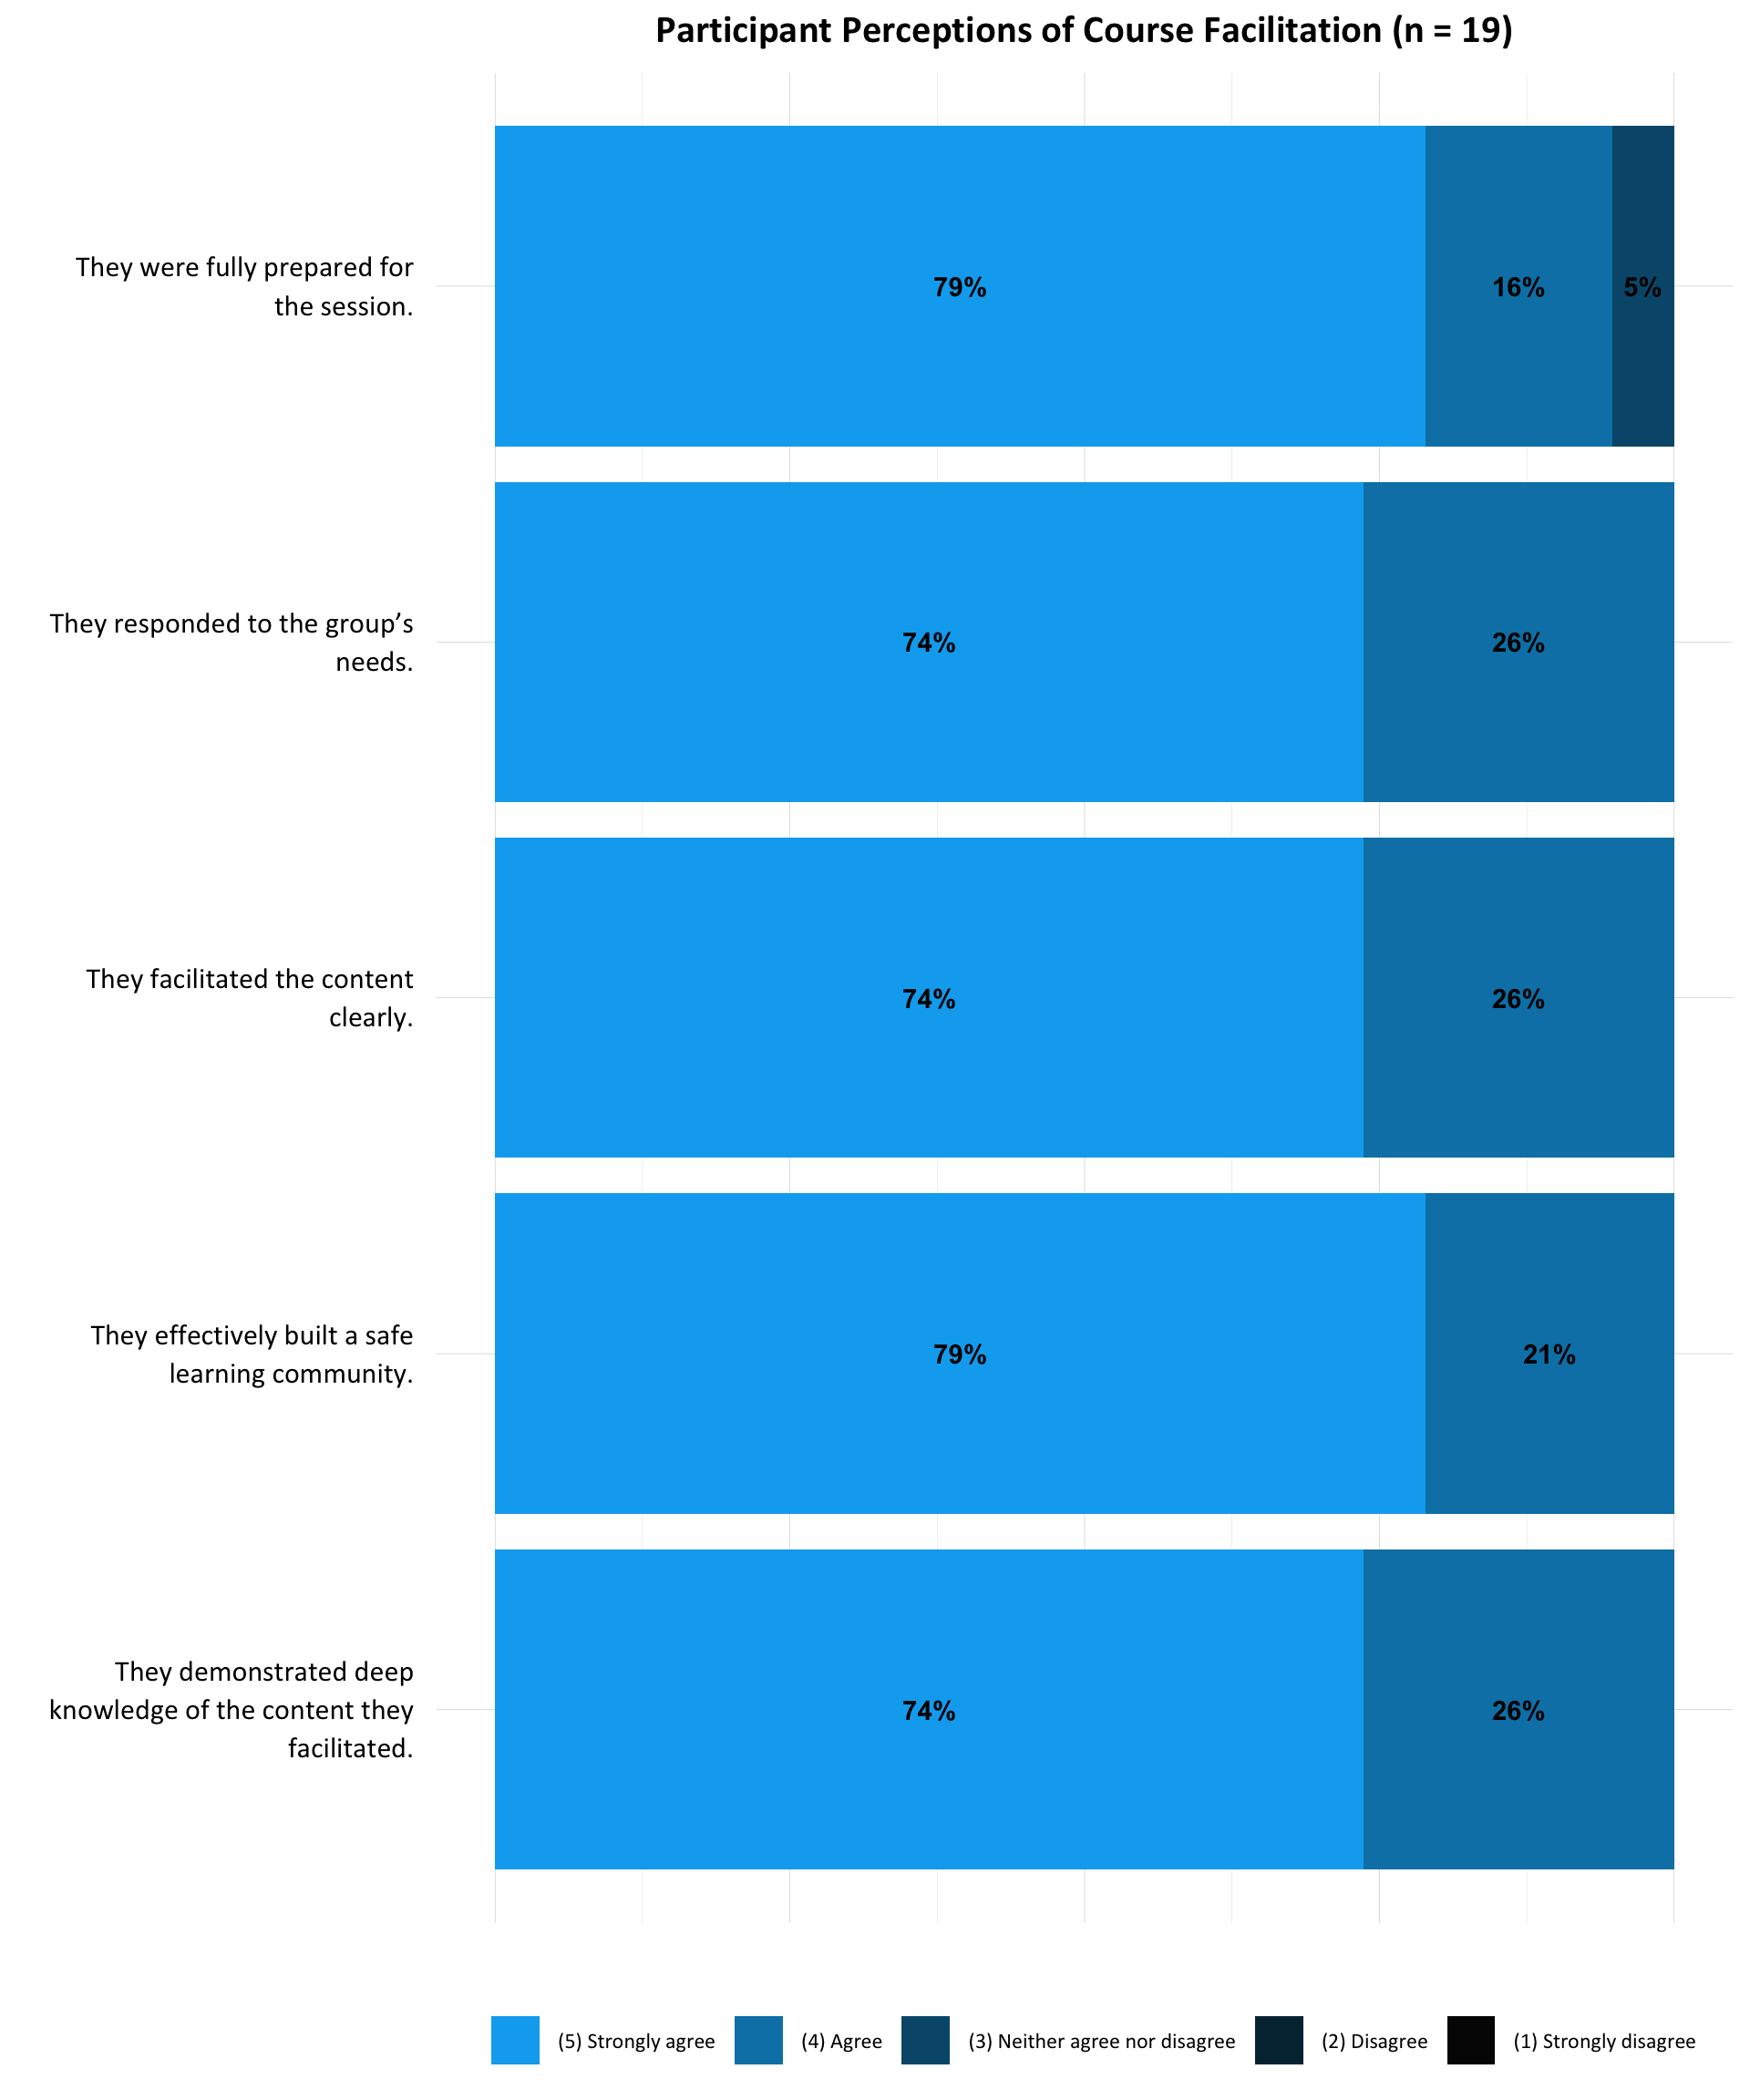 Participant Perceptions of Course Facilitation (n = 19)
They were fully prepared for
the session.
79%
16%
5%
They responded to the group’s
needs.
74%
26%
They facilitated the content
clearly.
74%
26%
They effectively built a safe
learning community.
79%
21%
They demonstrated deep
knowledge of the content they
facilitated.
74%
26%
(5) Strongly agree
(4) Agree
(3) Neither agree nor disagree
(2) Disagree
(1) Strongly disagree